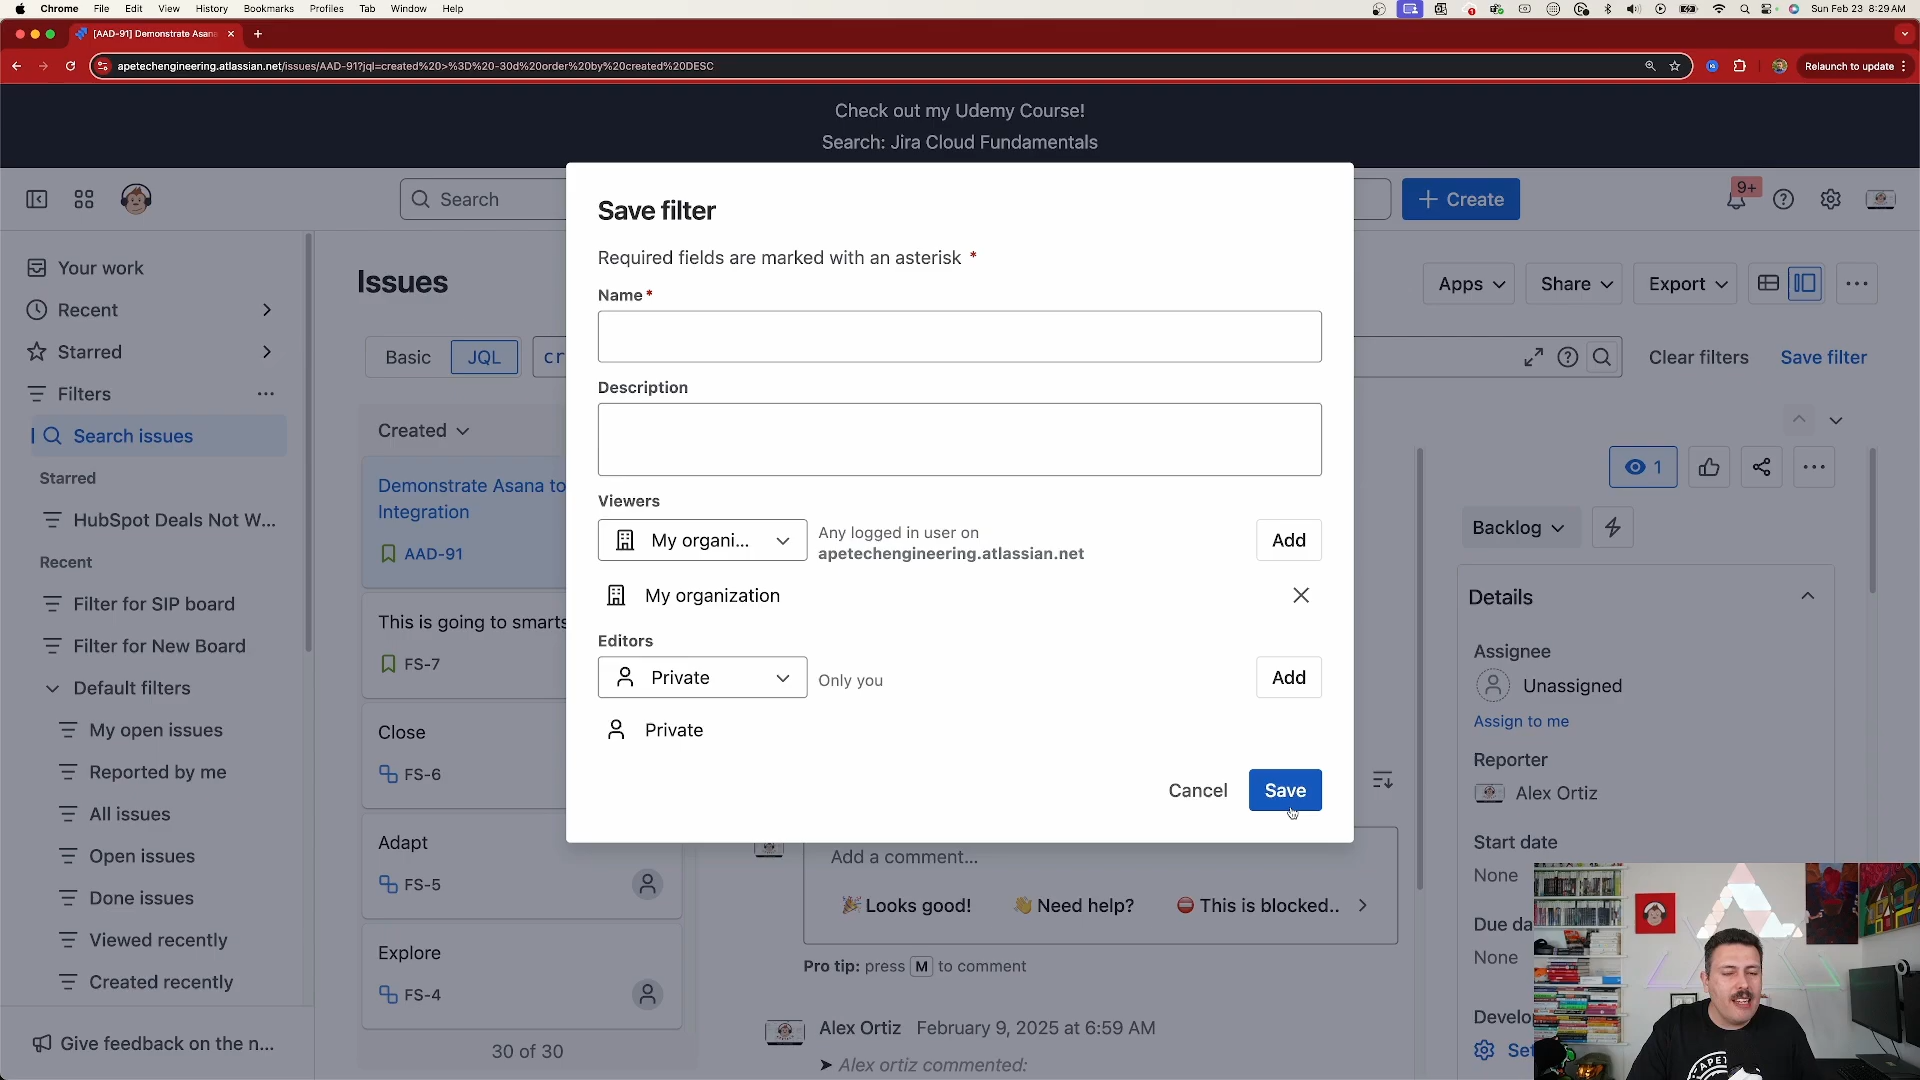 Chrome File Edit View History Bookmarks Profiles Tab Window Help
Sun Feb 23 8:29 AM
[AAD-91] Demonstrate Asana
apetechengineering.atlassian.net/issues/AAD-91?jql=created%20>%3D%20-30d%20order%20by%20created%20DESC
Relaunch to update
Check out my Udemy Course!
Search: Jira Cloud Fundamentals
Search
Create
9+
Your work
Recent
Starred
Filters
Search issues
Starred
HubSpot Deals Not W...
Recent
Filter for SIP board
Filter for New Board
Default filters
My open issues
Reported by me
All issues
Open issues
Done issues
Viewed recently
Created recently
Give feedback on the n...
Issues
Apps Share Export
Basic JQL cr
Clear filters Save filter
Created
Demonstrate Asana to
Integration
AAD-91
This is going to smarts
FS-7
Close
FS-6
Adapt
FS-5
Explore
FS-4
30 of 30
Save filter
Required fields are marked with an asterisk *
Name *
Description
Viewers
My organi...
Any logged in user on
apetechengineering.atlassian.net
Add
My organization
Editors
Private
Only you
Add
Private
Cancel Save
Add a comment...
🎉 Looks good! 👋 Need help? ⛔ This is blocked..
Pro tip: press M to comment
Alex Ortiz February 9, 2025 at 6:59 AM
➤ Alex ortiz commented:
1
Backlog
Details
Assignee
Unassigned
Assign to me
Reporter
Alex Ortiz
Start date
None
Due da
None
Develo
Set
APET